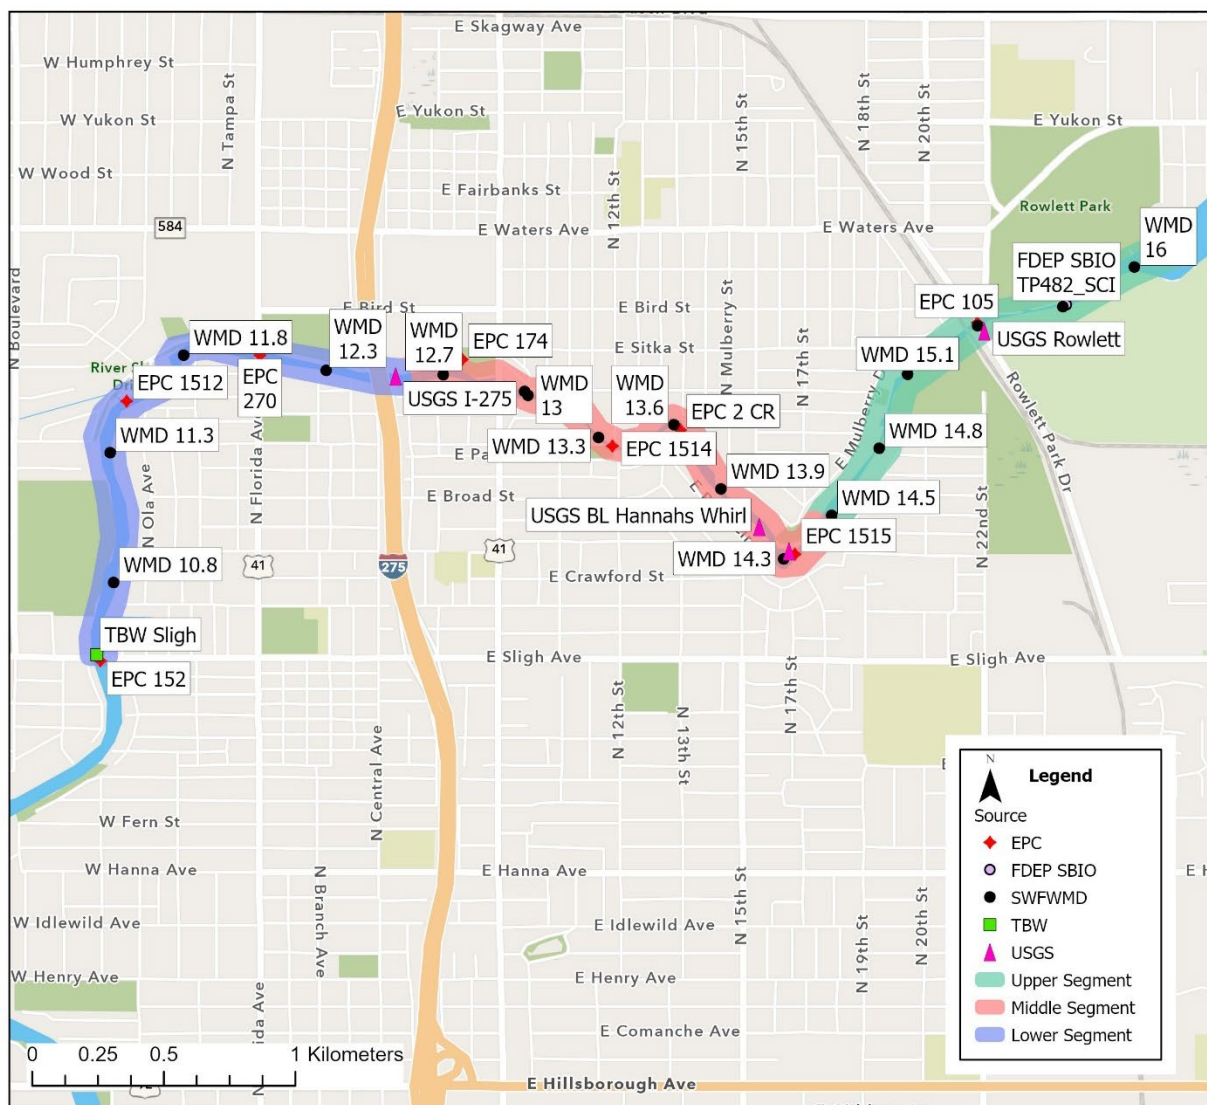 E Skagway Ave
W Humphrey St
N Tampa St
E Yukon St
W Yukon St
N 15th St
N 18th St
N 20th St
E Yukon St
W Wood St
E Fairbanks St
N 12th St
Rowlett Park
584
E Waters Ave
E Waters Ave
WMD
16
FDEP SBIO
TP482_SCI
N Boulevard
E Bird St
E Bird St
EPC 105
WMD 11.8
WMD
12.3
WMD
12.7
EPC 174
E Sitka St
N Mulberry St
N 17th St
USGS Rowlett
River
EPC 1512
EPC
270
USGS I-275
WMD
13
WMD
13.6
EPC 2 CR
WMD 15.1
E Mulberry D
Rowlett Park Dr
WMD 11.3
N Florida Ave
WMD 13.3
EPC 1514
WMD 14.8
N Ola Ave
E Broad St
WMD 13.9
WMD 14.5
USGS BL Hannahs Whirl
EPC 1515
N 22nd St
WMD 10.8
41
275
41
E Crawford St
WMD 14.3
TBW Sligh
E Sligh Ave
E Sligh Ave
EPC 152
N 12th St
N 13th St
N 17th St
N Central Ave
N
Legend
Source
EPC
FDEP SBIO
SWFWMD
TBW
USGS
Upper Segment
Middle Segment
Lower Segment
W Fern St
W Hanna Ave
E Hanna Ave
N Branch Ave
N 15th St
N 19th St
N 20th St
W Idlewild Ave
E Idlewild Ave
W Henry Ave
E Henry Ave
ida Ave
E Comanche Ave
0 0.25 0.5 1 Kilometers
E Hillsborough Ave